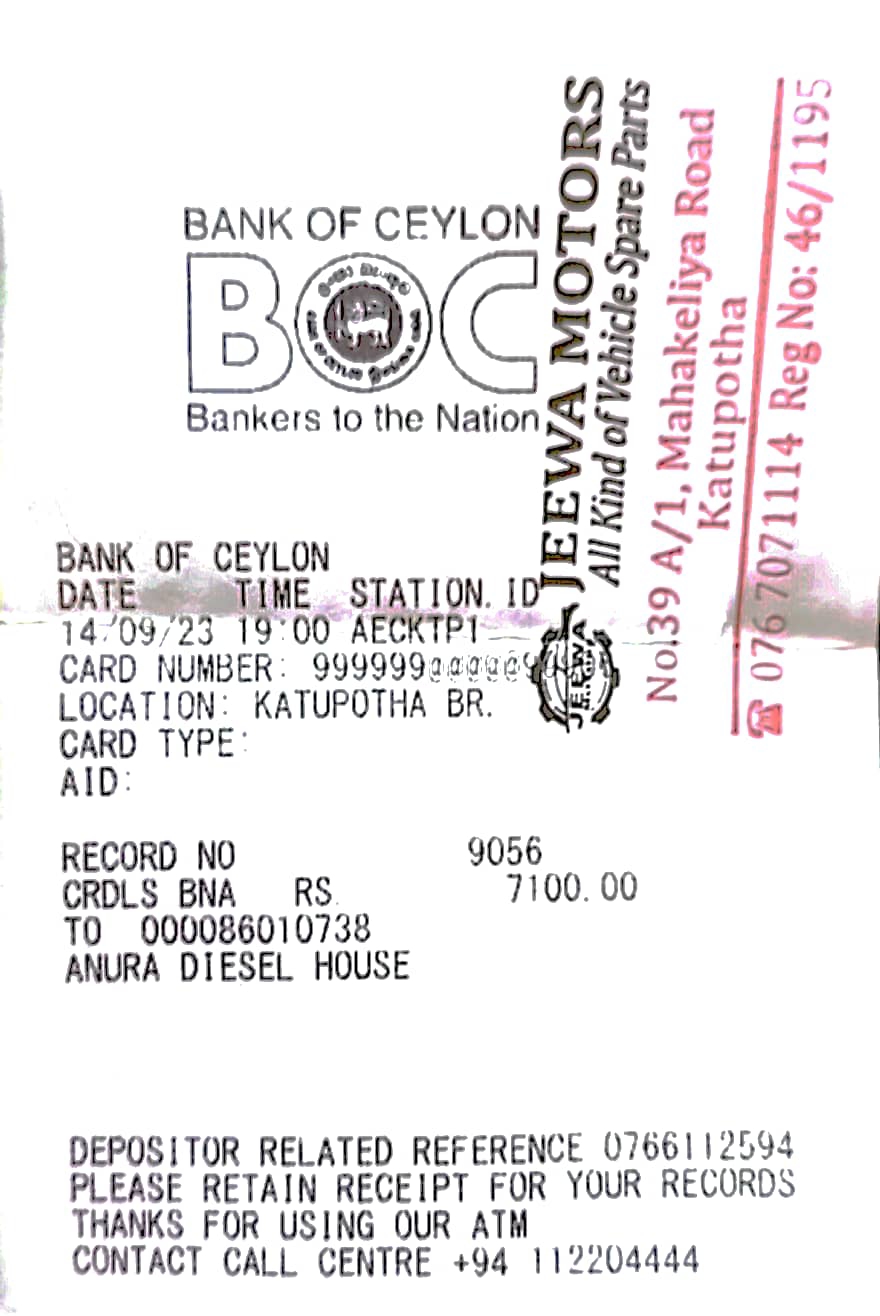 BANK OF CEYLON
BOC
Bankers to the Nation
JEEWA MOTORS
All Kind of Vehicle Spare Parts
No.39 A/1, Mahakeliya Road
Katupotha
☎ 076 7071114 Reg No: 46/1195
JEEWA
BANK OF CEYLON
DATE TIME STATION. ID
14/09/23 19:00 AECKTP1
CARD NUMBER: 999999@@@@@
LOCATION: KATUPOTHA BR.
CARD TYPE:
AID:
RECORD NO 9056
CRDLS BNA RS. 7100.00
TO 000086010738
ANURA DIESEL HOUSE
DEPOSITOR RELATED REFERENCE 0766112594
PLEASE RETAIN RECEIPT FOR YOUR RECORDS
THANKS FOR USING OUR ATM
CONTACT CALL CENTRE +94 112204444